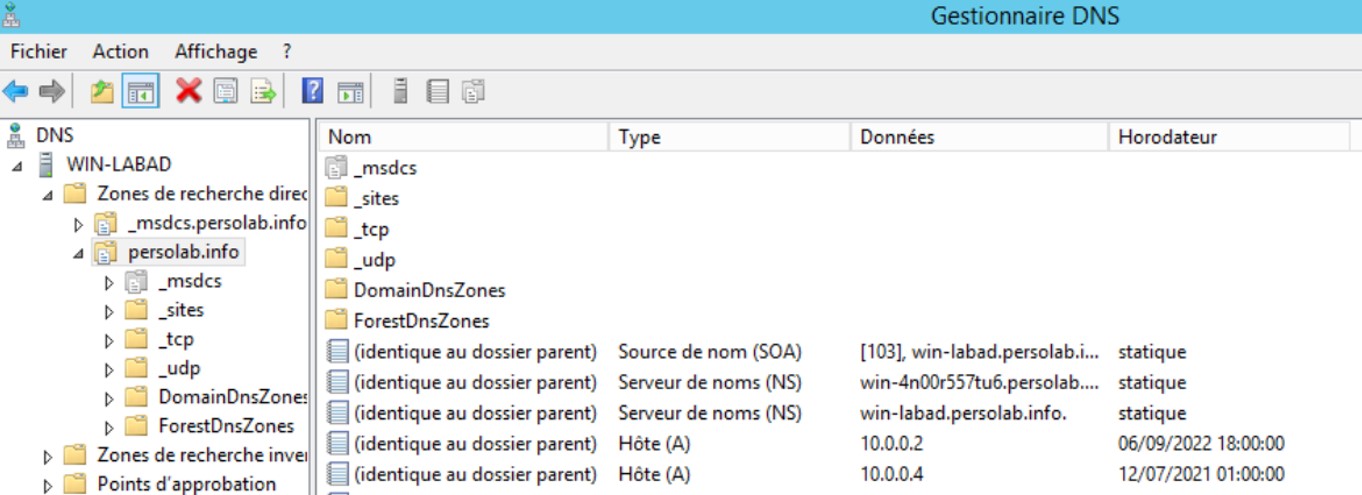 Gestionnaire DNS
Fichier Action Affichage ?
DNS
WIN-LABAD
Zones de recherche direc
_msdcs.persolab.info
persolab.info
_msdcs
_sites
_tcp
_udp
DomainDnsZones
ForestDnsZones
Zones de recherche inver
Points d'approbation
Nom Type Données Horodateur
_msdcs
_sites
_tcp
_udp
DomainDnsZones
ForestDnsZones
(identique au dossier parent) Source de nom (SOA) [103], win-labad.persolab.i... statique
(identique au dossier parent) Serveur de noms (NS) win-4n00r557tu6.persolab.... statique
(identique au dossier parent) Serveur de noms (NS) win-labad.persolab.info. statique
(identique au dossier parent) Hôte (A) 10.0.0.2 06/09/2022 18:00:00
(identique au dossier parent) Hôte (A) 10.0.0.4 12/07/2021 01:00:00